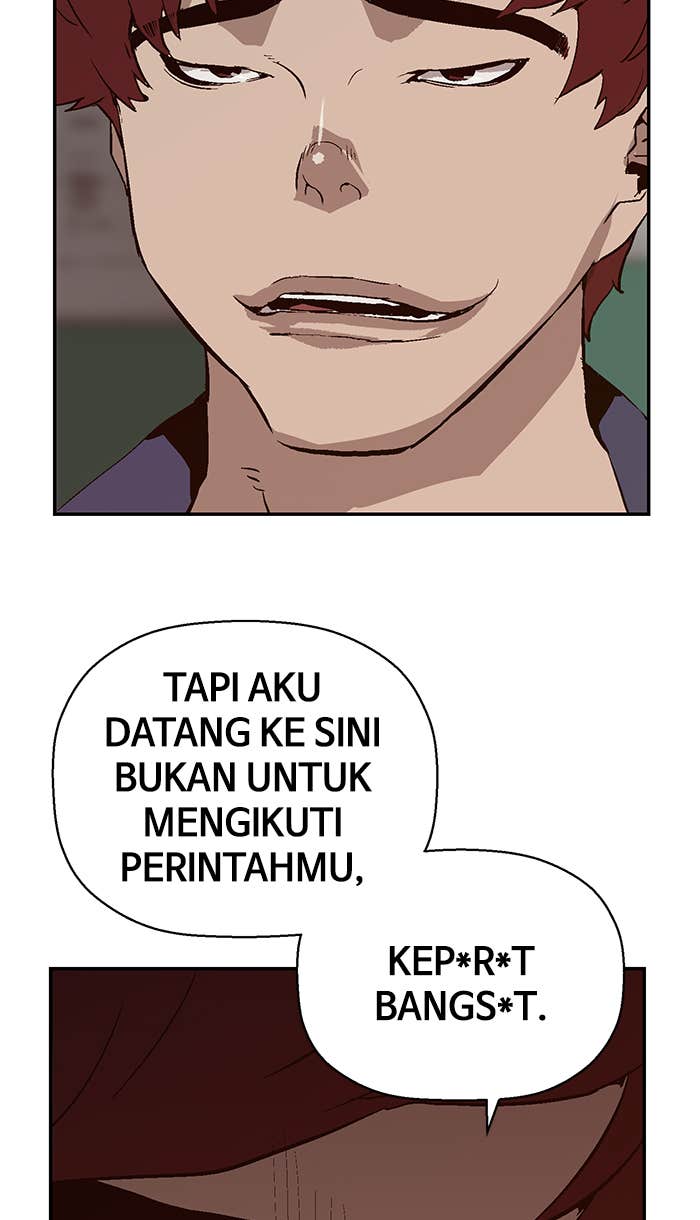 TAPI AKU
DATANG KE SINI
BUKAN UNTUK
MENGIKUTI
PERINTAHMU,
KEP*R*T
BANGS*T.